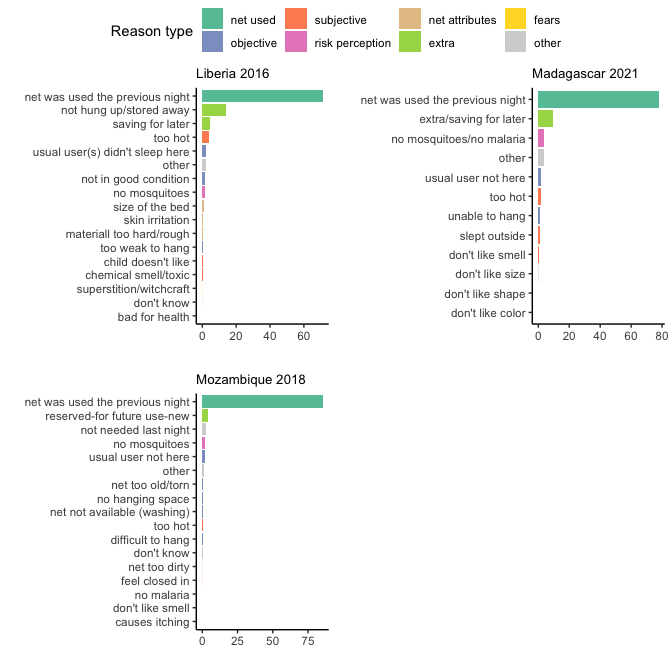 Reason type
net used
subjective
net attributes
fears
objective
risk perception
extra
other
Liberia 2016
net was used the previous night
not hung up/stored away
saving for later
too hot
usual user(s) didn't sleep here
other
not in good condition
no mosquitoes
size of the bed
skin irritation
materiall too hard/rough
too weak to hang
child doesn't like
chemical smell/toxic
superstition/witchcraft
don't know
bad for health
0 20 40 60
Madagascar 2021
net was used the previous night
extra/saving for later
no mosquitoes/no malaria
other
usual user not here
too hot
unable to hang
slept outside
don't like smell
don't like size
don't like shape
don't like color
0 20 40 60 80
Mozambique 2018
net was used the previous night
reserved-for future use-new
not needed last night
no mosquitoes
usual user not here
other
net too old/torn
no hanging space
net not available (washing)
too hot
difficult to hang
don't know
net too dirty
feel closed in
no malaria
don't like smell
causes itching
0 25 50 75